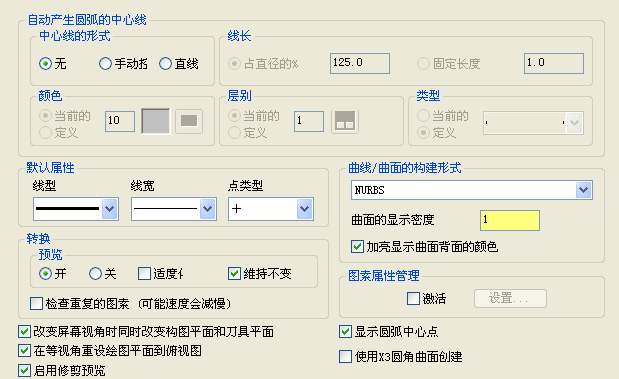 自动产生圆弧的中心线
中心线的形式
无 手动 直线
线长
占直径的% 125.0 固定长度 1.0
颜色
当前的 定义 10
层别
当前的 定义 1
类型
当前的 定义
默认属性
线型 线宽 点类型
曲线/曲面的构建形式
NURBS
曲面的显示密度 1
加亮显示曲面背面的颜色
转换
预览
开 关 适度 维持不变
检查重复的图素 (可能速度会减慢)
图素属性管理
激活 设置...
改变屏幕视角时同时改变构图平面和刀具平面
在等视角重设绘图平面到俯视图
启用修剪预览
显示圆弧中心点
使用X3圆角曲面创建